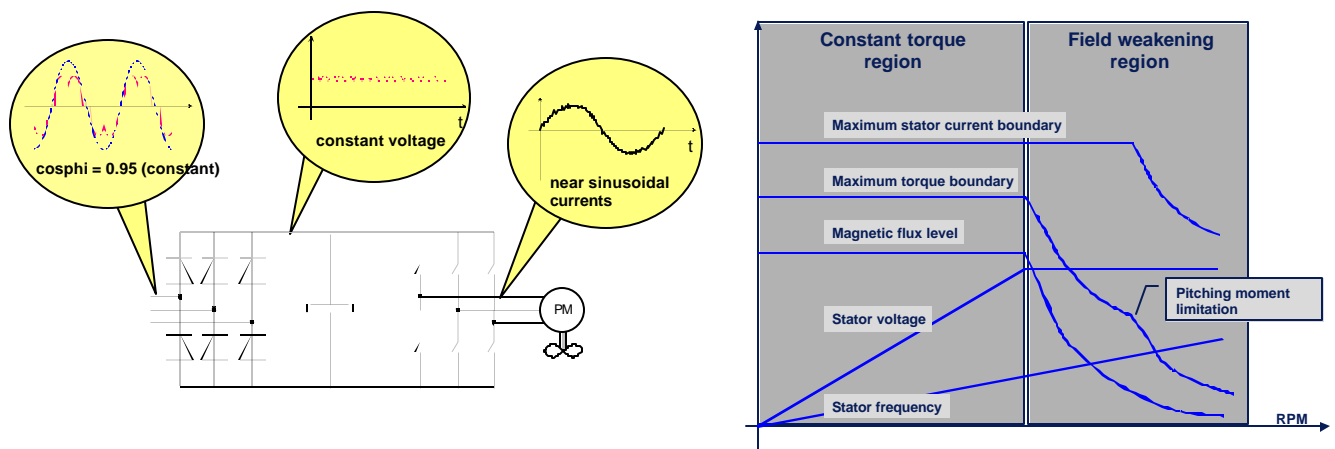 cosphi = 0.95 (constant)
t
constant voltage
t
near sinusoidal
currents
PM
Constant torque
region
Field weakening
region
Maximum stator current boundary
Maximum torque boundary
Magnetic flux level
Stator voltage
Pitching moment
limitation
Stator frequency
RPM